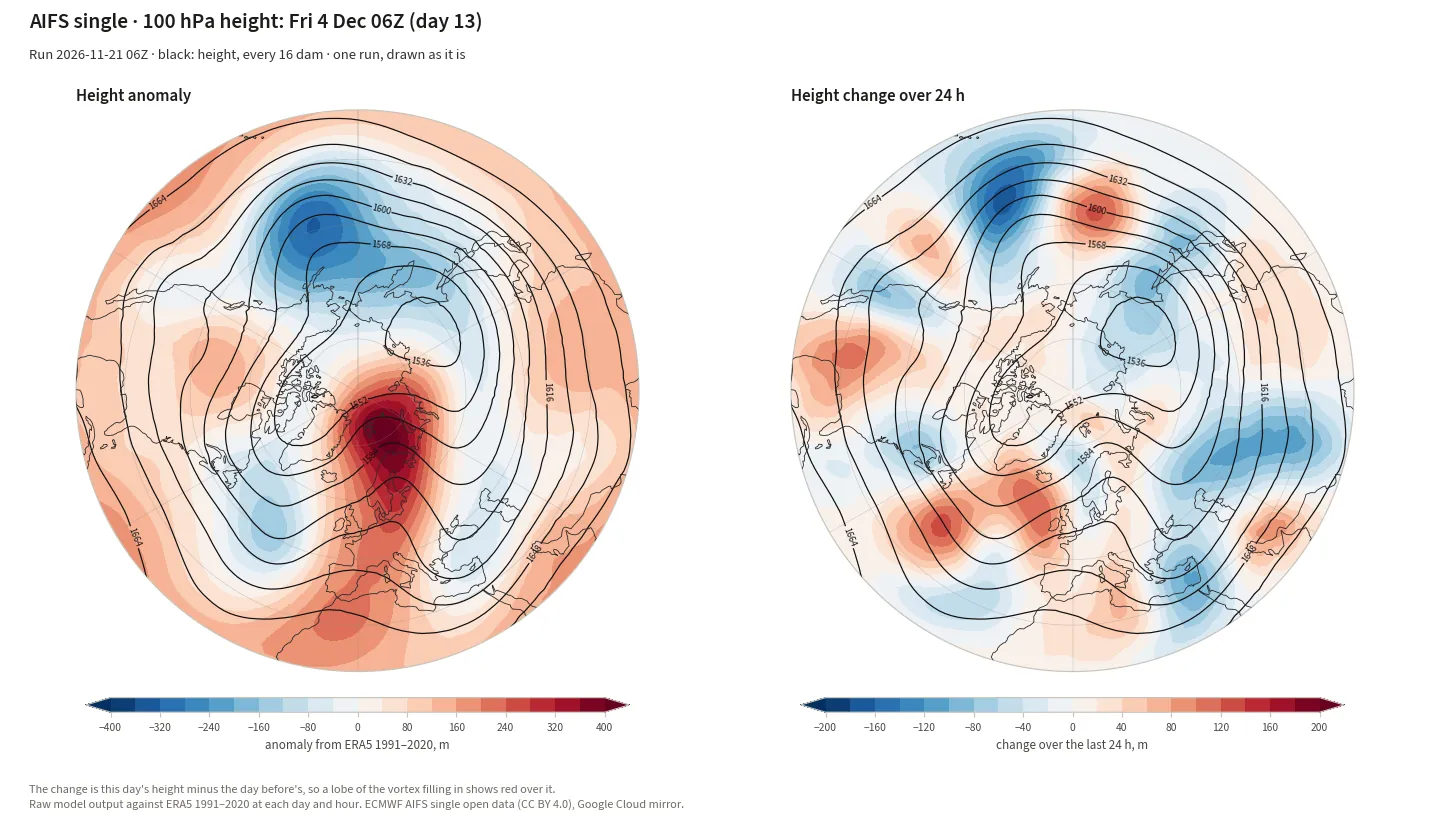 AIFS single · 100 hPa height: Fri 4 Dec 06Z (day 13)
Run 2026-11-21 06Z · black: height, every 16 dam · one run, drawn as it is
Height anomaly
1664
1632
1600
1568
1536
1552
1616
1584
1664
1648
−400 −320 −240 −160 −80 0 80 160 240 320 400
anomaly from ERA5 1991–2020, m
Height change over 24 h
1664
1632
1600
1568
1536
1552
1616
1584
1664
1648
−200 −160 −120 −80 −40 0 40 80 120 160 200
change over the last 24 h, m
The change is this day's height minus the day before's, so a lobe of the vortex filling in shows red over it.
Raw model output against ERA5 1991–2020 at each day and hour. ECMWF AIFS single open data (CC BY 4.0), Google Cloud mirror.